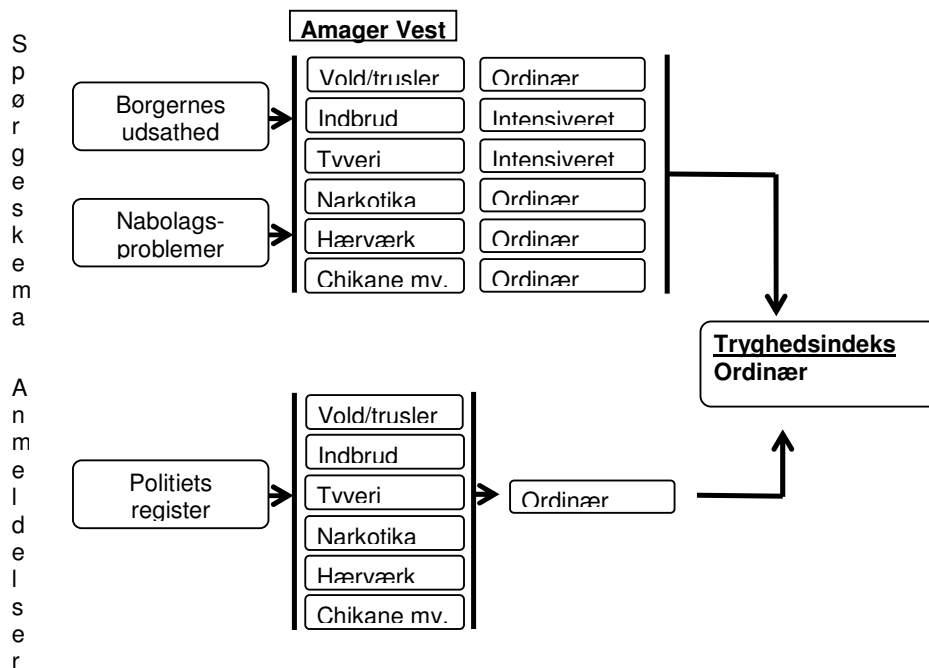 Spørgeskema
Amager Vest
Borgernes
udsathed
Nabolags-
problemer
Vold/trusler Ordinær
Indbrud Intensiveret
Tyveri Intensiveret
Narkotika Ordinær
Hærværk Ordinær
Chikane mv. Ordinær
Tryghedsindeks
Ordinær
Anmeldelser
Politiets
register
Vold/trusler
Indbrud
Tyveri
Narkotika
Hærværk
Chikane mv.
Ordinær